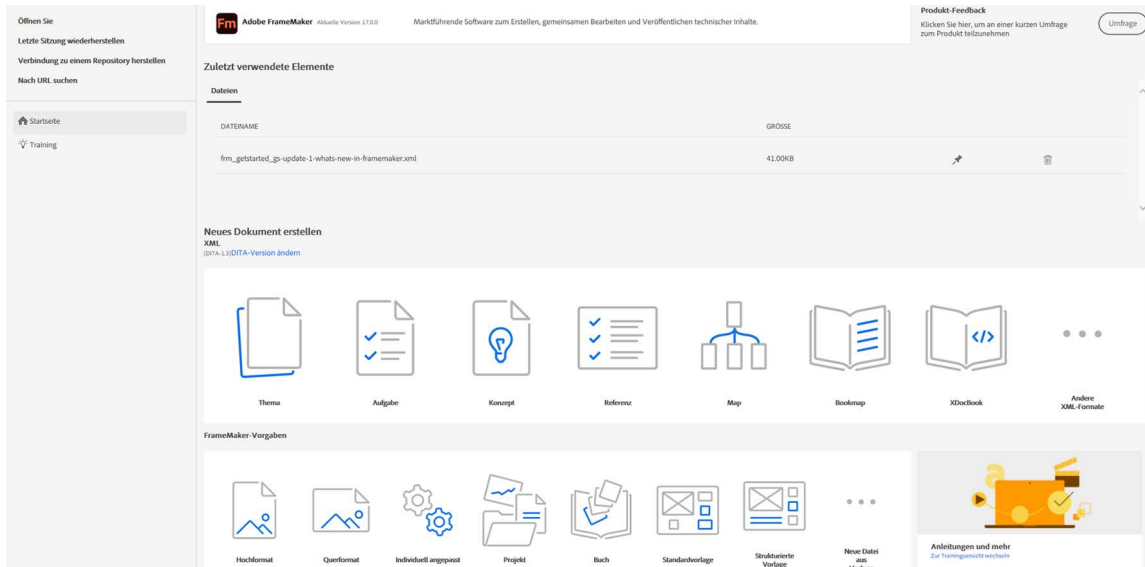 Öffnen Sie
Letzte Sitzung wiederherstellen
Verbindung zu einem Repository herstellen
Nach URL suchen
Startseite
Training
Fm Adobe FrameMaker Aktuelle Version 17.0.0 Marktführende Software zum Erstellen, gemeinsamen Bearbeiten und Veröffentlichen technischer Inhalte.
Produkt-Feedback
Klicken Sie hier, um an einer kurzen Umfrage
zum Produkt teilzunehmen
Umfrage
Zuletzt verwendete Elemente
Dateien
DATEINAME GRÖSSE
frm_getstarted_gs-update-1-whats-new-in-framemaker.xml 41.00KB
Neues Dokument erstellen
XML
(DITA-1.3)DITA-Version ändern
Thema Aufgabe Konzept Referenz Map Bookmap XDocBook Andere
XML-Formate
FrameMaker-Vorgaben
Hochformat Querformat Individuell angepasst Projekt Buch Standardvorlage Strukturierte
Vorlage
Neue Datei
aus
Anleitungen und mehr
Zur Trainingsansicht wechseln